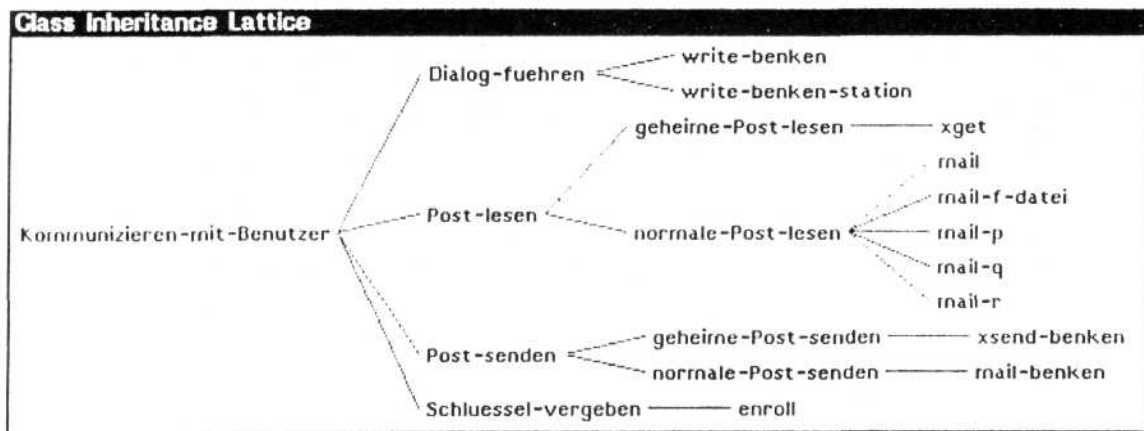 Class Inheritance Lattice
write-benken
Dialog-fuehren
write-benken-station
geheime-Post-lesen xget
mail
mail-f-datei
Post-lesen
Kommunizieren-mit-Benutzer normale-Post-lesen mail-p
mail-q
mail-r
geheime-Post-senden xsend-benken
Post-senden
normale-Post-senden mail-benken
Schluessel-vergeben enroll